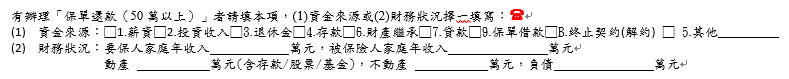 有辦理「保單還款（50 萬以上）」者請填本項，(1)資金來源或(2)財務狀況擇一填寫：☎
(1) 資金來源：□1.薪資□2.投資收入□3.退休金□4.存款□6.財產繼承□7.貸款□9.保單借款□B.終止契約(解約) □ 5.其他
(2) 財務狀況：要保人家庭年收入 萬元，被保險人家庭年收入 萬元
動產 萬元(含存款/股票/基金)，不動產 萬元，負債 萬元